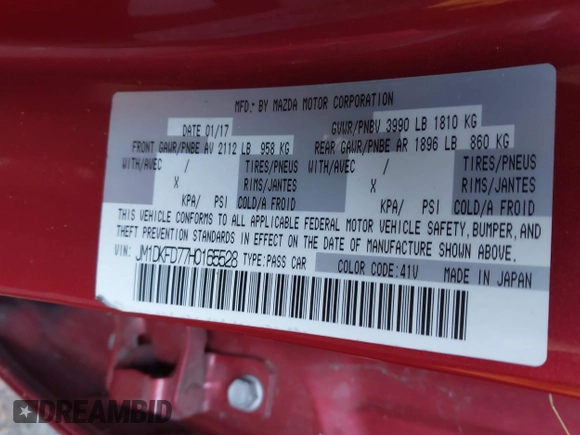 MFD. BY MAZDA MOTOR CORPORATION
DATE 01/17 GVWR/PNBV 3990 LB 1810 KG
FRONT GAWR/PNBE AV 2112 LB 958 KG REAR GAWR/PNBE AR 1896 LB 860 KG
WITH/AVEC / TIRES/PNEUS WITH/AVEC / TIRES/PNEUS
X RIMS/JANTES X RIMS/JANTES
KPA/ PSI COLD/A FROID KPA/ PSI COLD/A FROID
THIS VEHICLE CONFORMS TO ALL APPLICABLE FEDERAL MOTOR VEHICLE SAFETY, BUMPER, AND
THEFT PREVENTION STANDARDS IN EFFECT ON THE DATE OF MANUFACTURE SHOWN ABOVE.
VIN: JM1DKFD77H0165528 TYPE:PASS CAR COLOR CODE:41V MADE IN JAPAN
DREAMBID